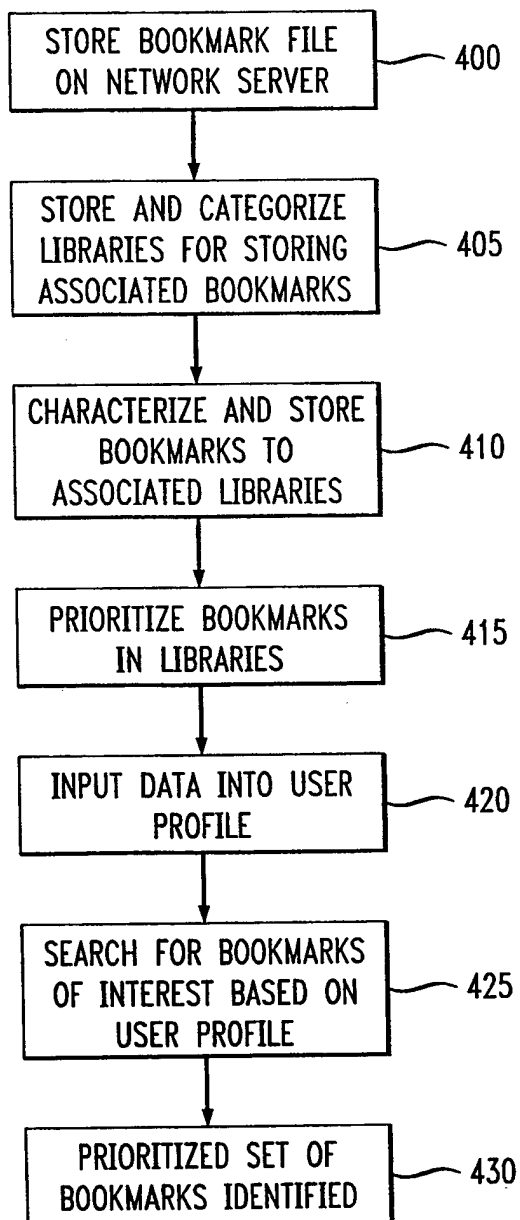 STORE BOOKMARK FILE
ON NETWORK SERVER
400
STORE AND CATEGORIZE
LIBRARIES FOR STORING
ASSOCIATED BOOKMARKS
405
CHARACTERIZE AND STORE
BOOKMARKS TO
ASSOCIATED LIBRARIES
410
PRIORITIZE BOOKMARKS
IN LIBRARIES
415
INPUT DATA INTO USER
PROFILE
420
SEARCH FOR BOOKMARKS
OF INTEREST BASED ON
USER PROFILE
425
PRIORITIZED SET OF
BOOKMARKS IDENTIFIED
430